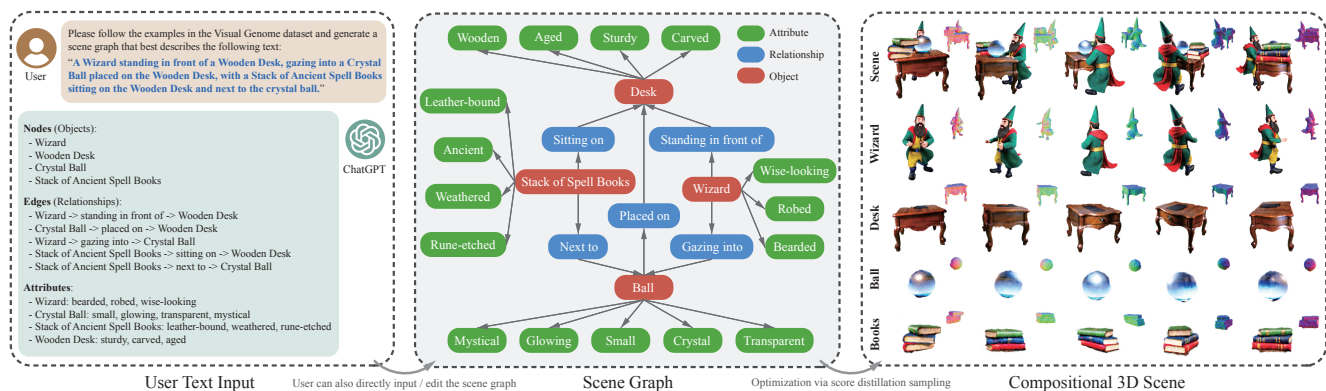 Please follow the examples in the Visual Genome dataset and generate a
scene graph that best describes the following text:
“A Wizard standing in front of a Wooden Desk, gazing into a Crystal
Ball placed on the Wooden Desk, with a Stack of Ancient Spell Books
sitting on the Wooden Desk and next to the crystal ball.”
User
Nodes (Objects):
- Wizard
- Wooden Desk
- Crystal Ball
- Stack of Ancient Spell Books
ChatGPT
Edges (Relationships):
- Wizard -> standing in front of -> Wooden Desk
- Crystal Ball -> placed on -> Wooden Desk
- Wizard -> gazing into -> Crystal Ball
- Stack of Ancient Spell Books -> sitting on -> Wooden Desk
- Stack of Ancient Spell Books -> next to -> Crystal Ball
Attributes:
- Wizard: bearded, robed, wise-looking
- Crystal Ball: small, glowing, transparent, mystical
- Stack of Ancient Spell Books: leather-bound, weathered, rune-etched
- Wooden Desk: sturdy, carved, aged
User Text Input
User can also directly input / edit the scene graph
Wooden
Aged
Sturdy
Carved
Attribute
Relationship
Object
Desk
Leather-bound
Sitting on
Standing in front of
Ancient
Wise-looking
Stack of Spell Books
Wizard
Weathered
Robed
Placed on
Rune-etched
Next to
Gazing into
Bearded
Ball
Mystical
Glowing
Small
Crystal
Transparent
Scene Graph
Optimization via score distillation sampling
Scene
Wizard
Desk
Ball
Books
Compositional 3D Scene